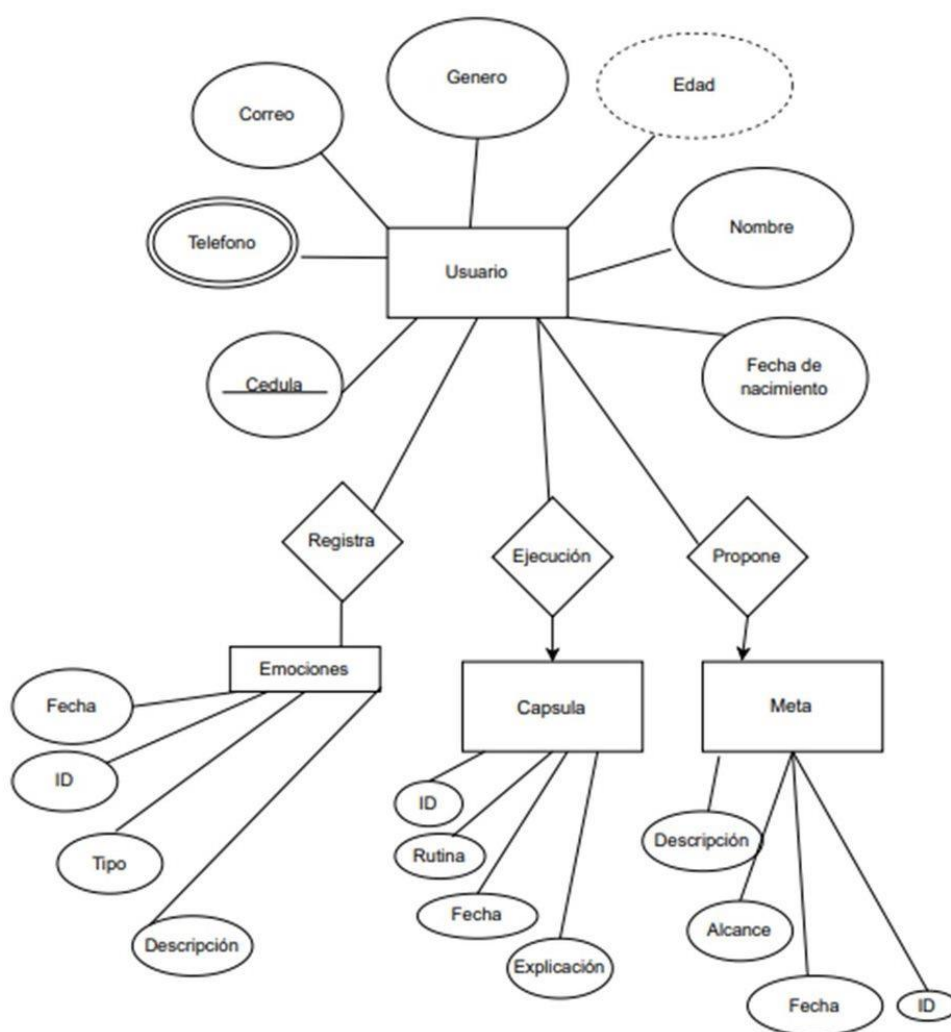 Genero
Edad
Correo
Nombre
Telefono
Usuario
Fecha de
nacimiento
Cedula
Registra
Ejecución
Propone
Emociones
Capsula
Meta
Fecha
ID
Tipo
Descripción
ID
Rutina
Fecha
Explicación
Descripción
Alcance
Fecha
ID